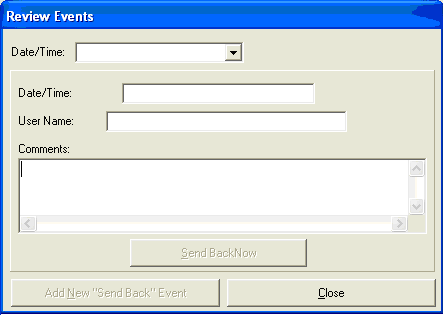 Review Events
Date/Time:
Date/Time:
User Name:
Comments:
Send BackNow
Add New "Send Back" Event
Close